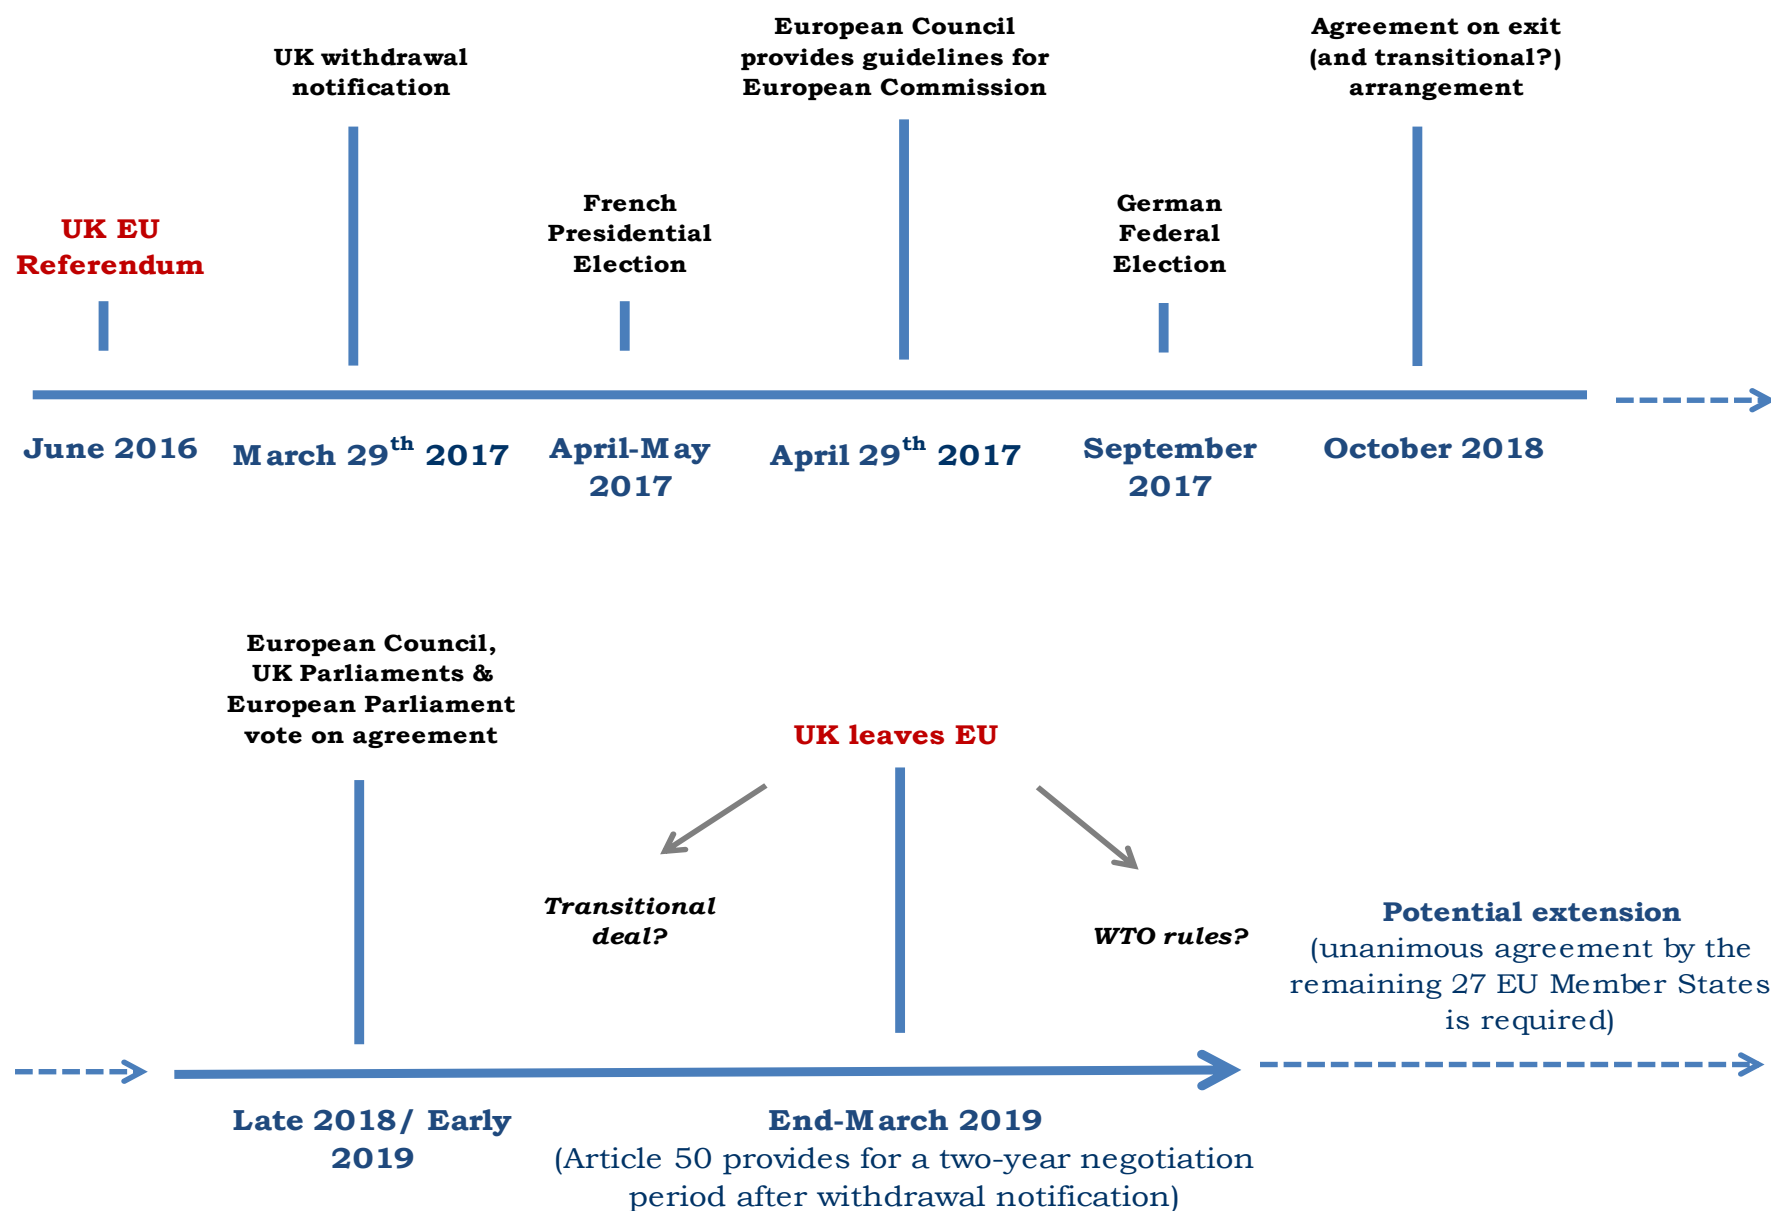 UK EU
Referendum
UK withdrawal
notification
French
Presidential
Election
European Council
provides guidelines for
European Commission
German
Federal
Election
Agreement on exit
(and transitional?)
arrangement
June 2016
March 29th 2017
April-May
2017
April 29th 2017
September
2017
October 2018
European Council,
UK Parliaments &
European Parliament
vote on agreement
UK leaves EU
Transitional
deal?
WTO rules?
Potential extension
(unanimous agreement by the
remaining 27 EU Member States
is required)
Late 2018/ Early
2019
End-March 2019
(Article 50 provides for a two-year negotiation
period after withdrawal notification)